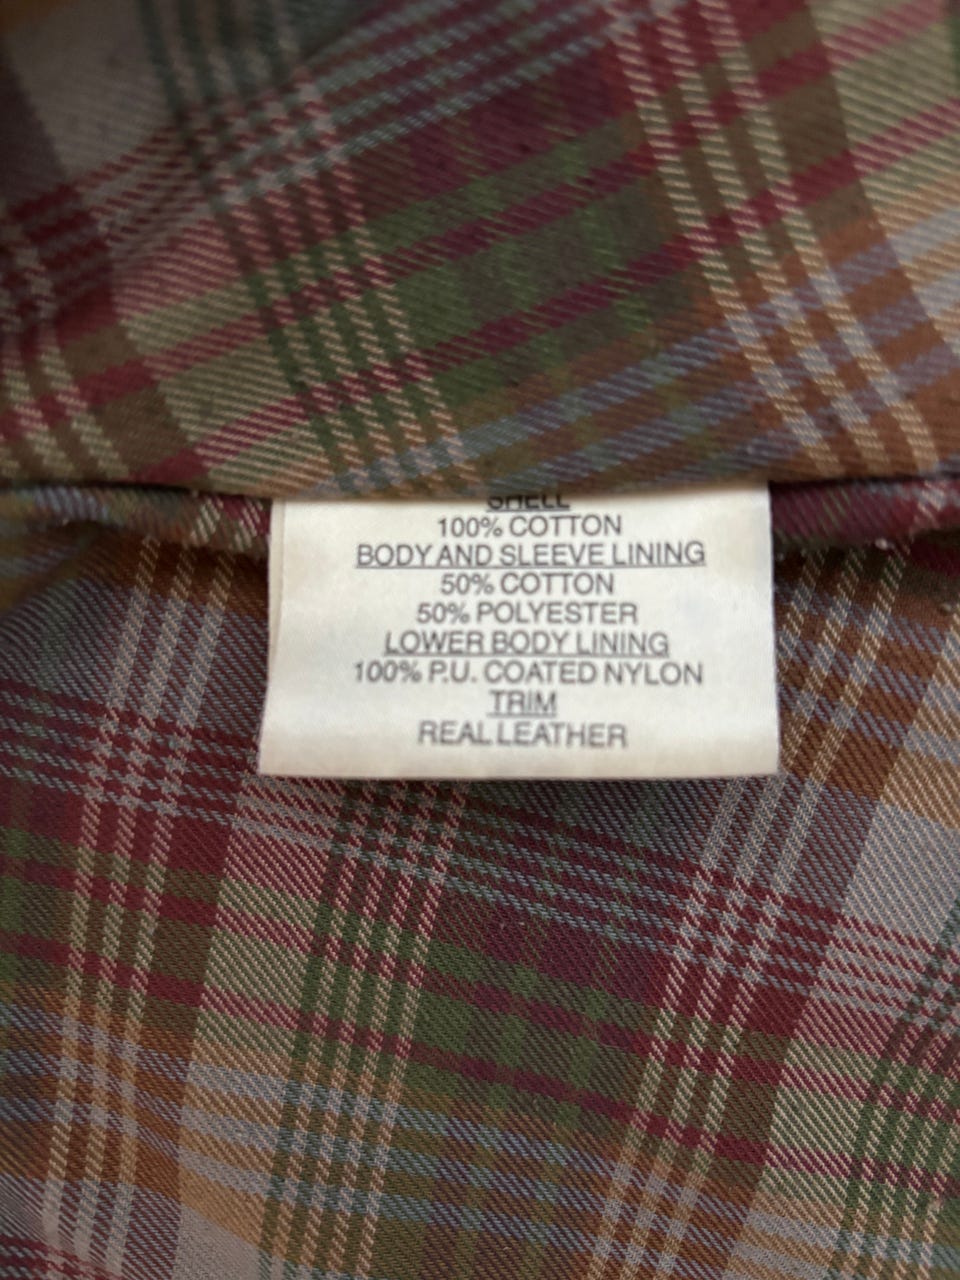 SHELL
100% COTTON
BODY AND SLEEVE LINING
50% COTTON
50% POLYESTER
LOWER BODY LINING
100% P.U. COATED NYLON
TRIM
REAL LEATHER